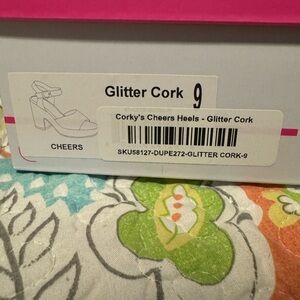 Glitter Cork 9
Corky's Cheers Heels - Glitter Cork
SKU58127-DUPE272-GLITTER CORK-9
CHEERS